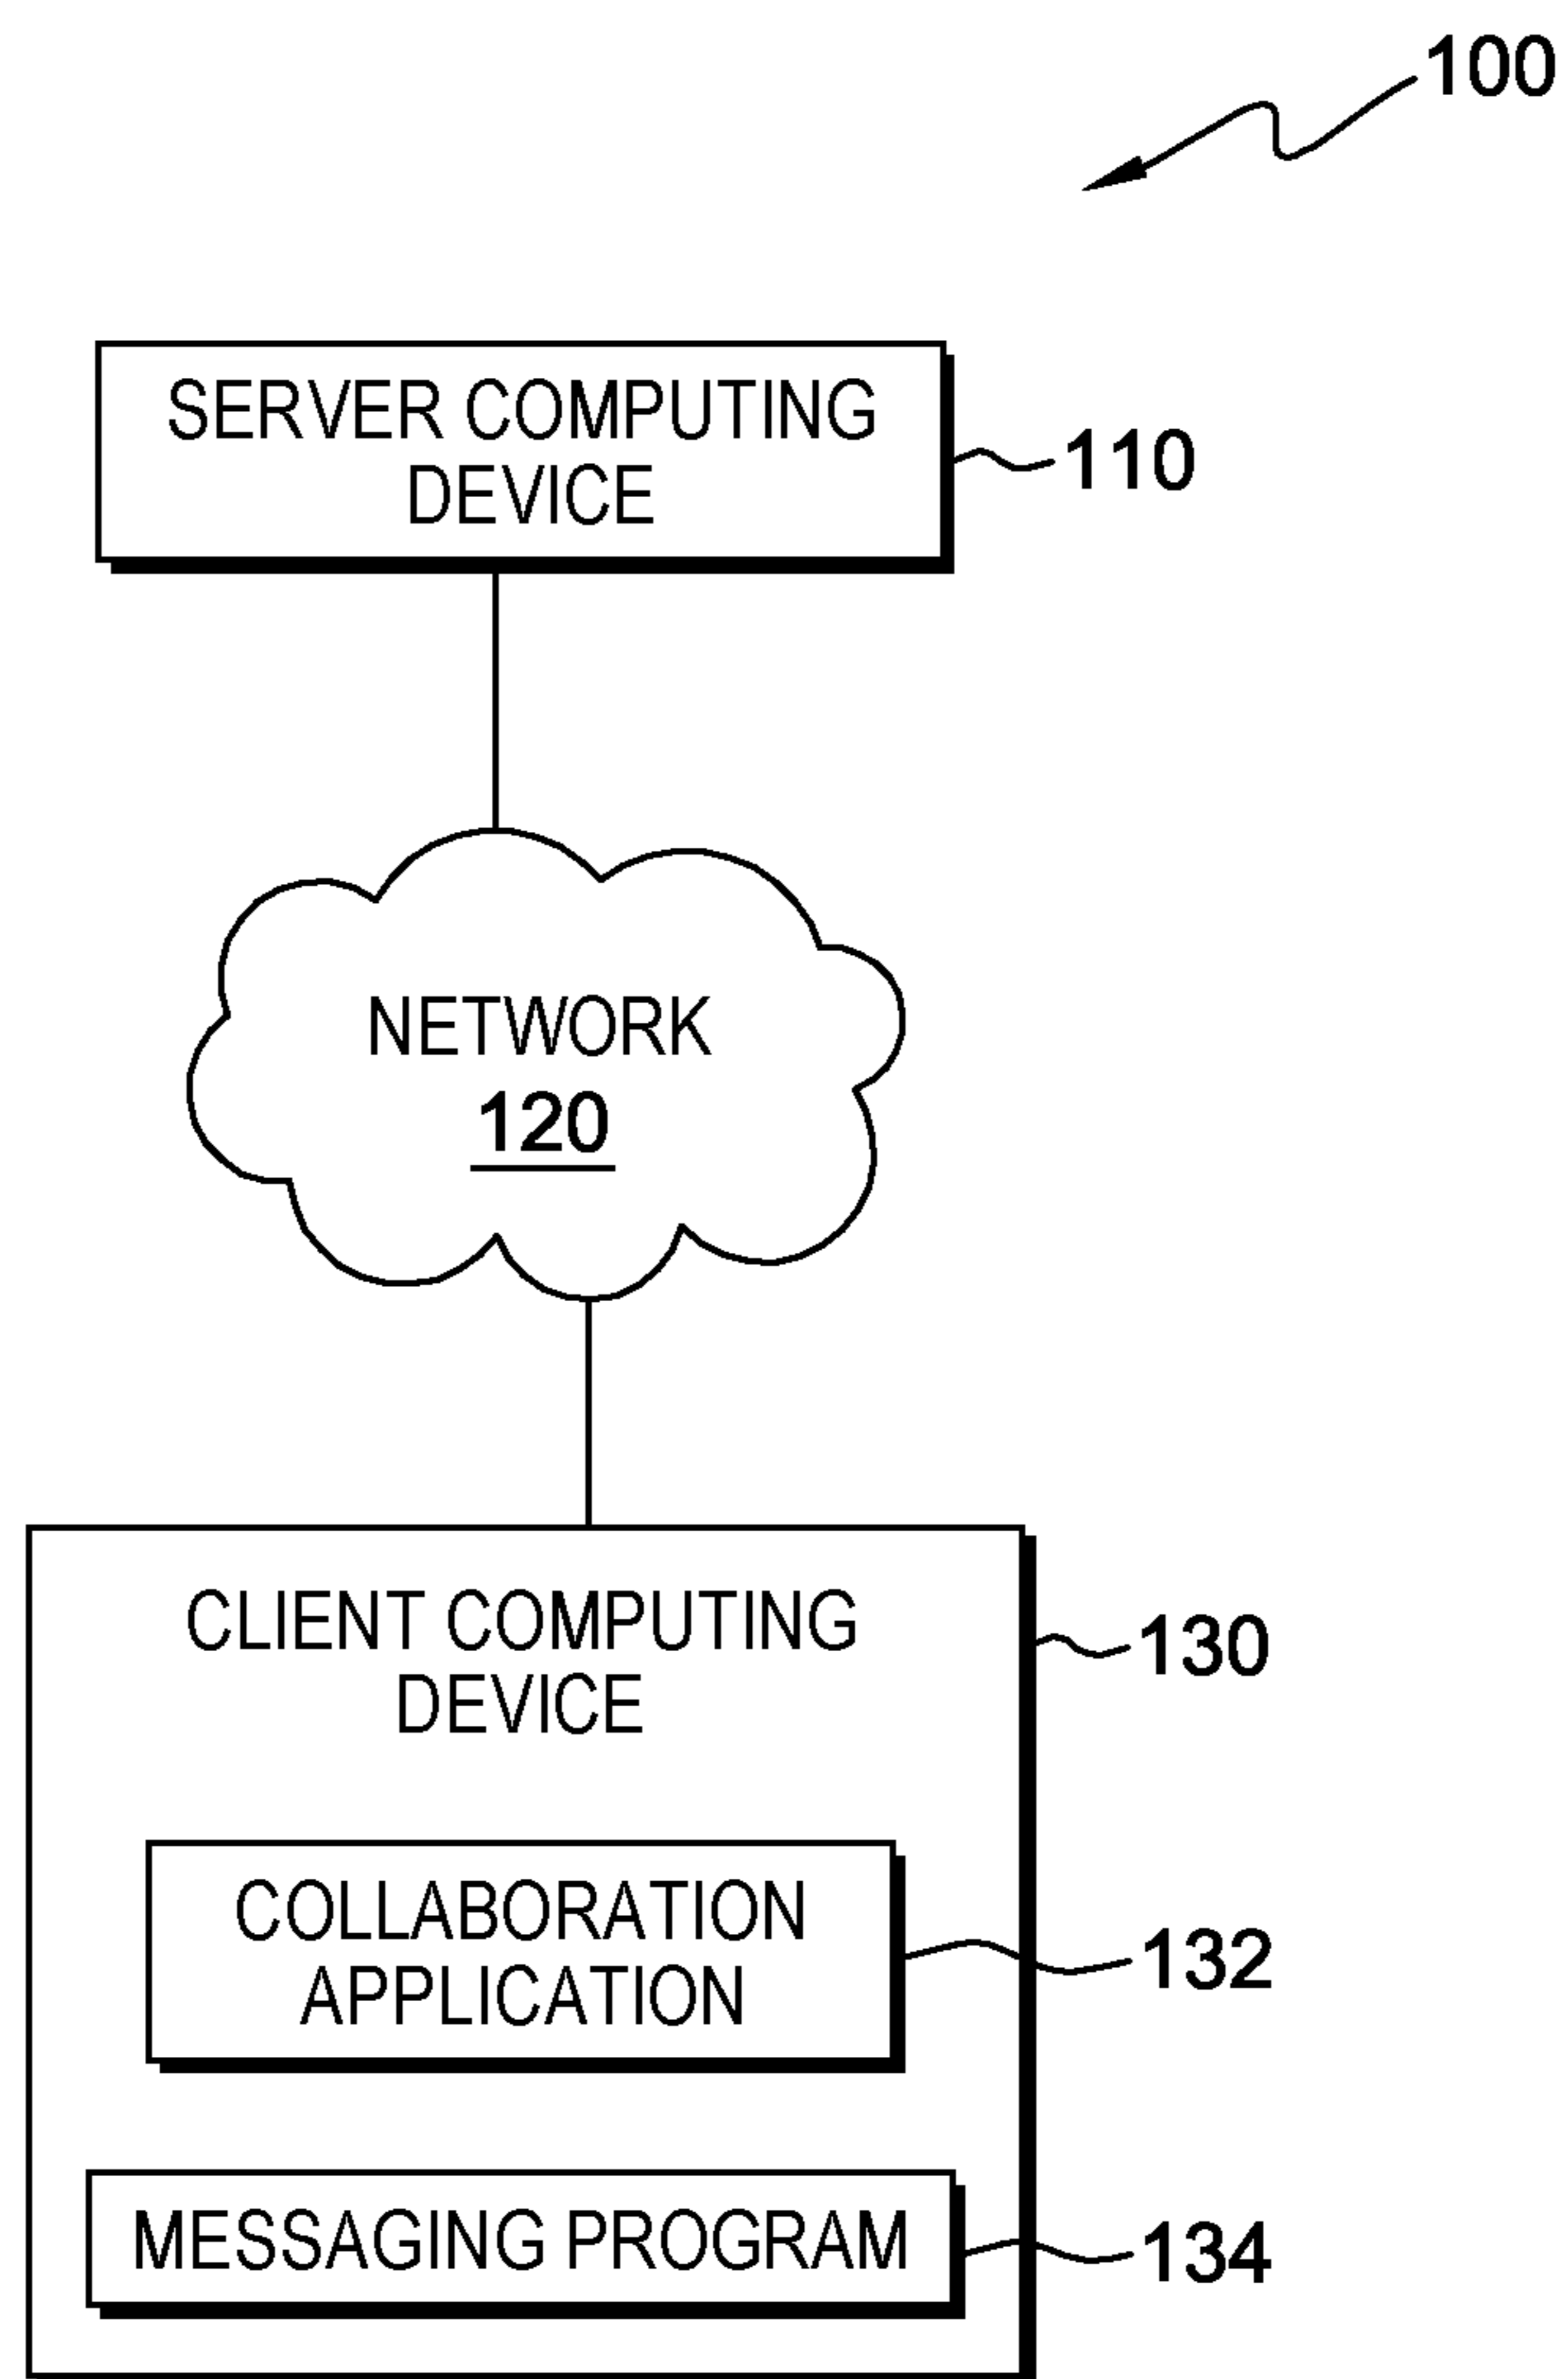 100
SERVER COMPUTING
DEVICE
110
NETWORK
120
CLIENT COMPUTING
DEVICE
130
COLLABORATION
APPLICATION
132
MESSAGING PROGRAM
134